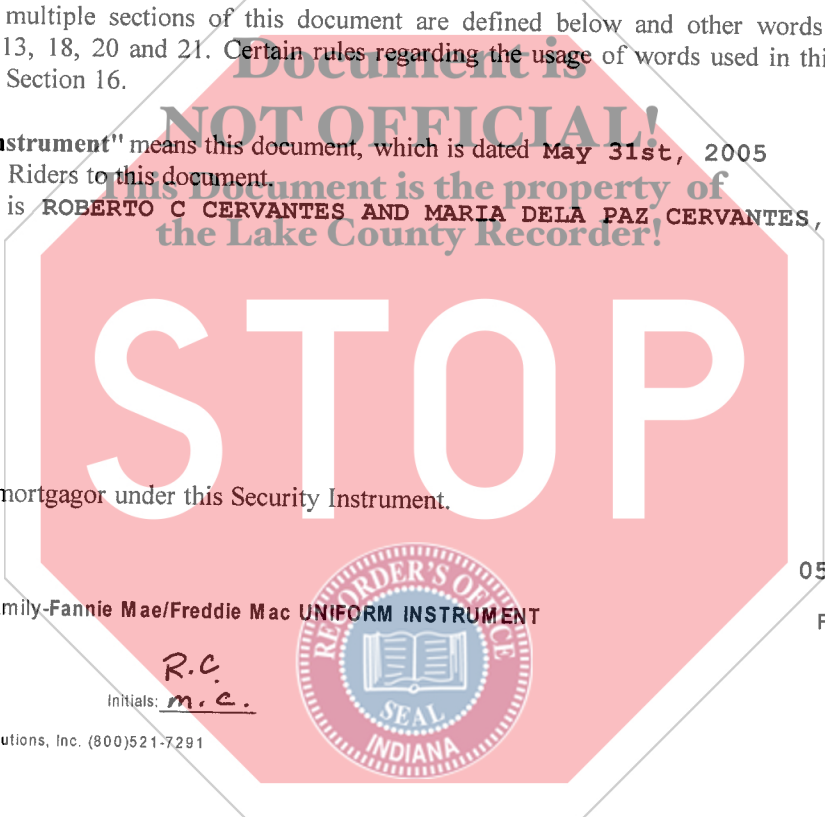 multiple sections of this document are defined below and other words
13, 18, 20 and 21. Certain rules regarding the usage of words used in thi
Document is
Section 16.
NOT OFFICIAL!
nstrument" means this document, which is dated May 31st, 2005
Riders to this document.
This Document is the property of
is ROBERTO C CERVANTES AND MARIA DELA PAZ CERVANTES,
the Lake County Recorder!
STOP
mortgagor under this Security Instrument.
RECORDER'S OFFICE
05
mily-Fannie Mae/Freddie Mac UNIFORM INSTRUMENT
F
R.C.
Initials: m.c.
SEAL
utions, Inc. (800)521-7291
INDIANA